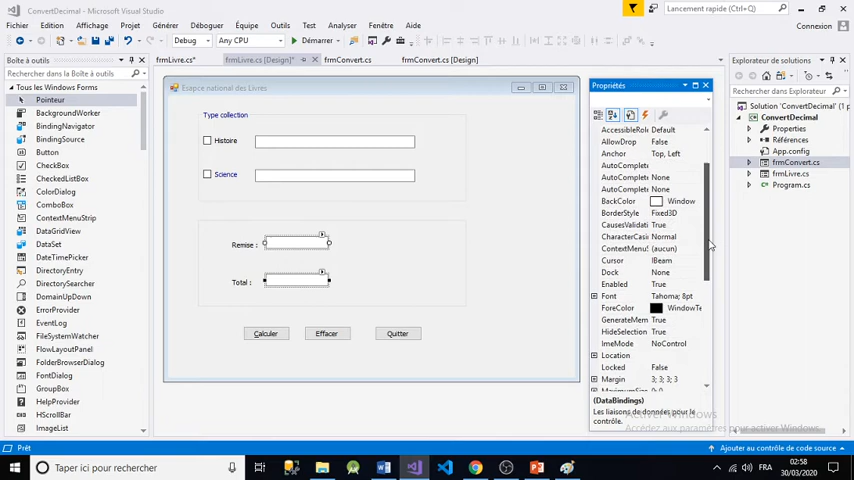 ConvertDecimal - Microsoft Visual Studio
Lancement rapide (Ctrl+Q)
Fichier Edition Affichage Projet Générer Déboguer Équipe Outils Test Analyser Fenêtre Aide
Connexion
Debug Any CPU Démarrer
Boîte à outils
frmLivre.cs* frmLivre.cs [Design]* frmConvert.cs frmConvert.cs [Design]
Explorateur de solutions
Rechercher dans la Boîte à outils
Tous les Windows Forms
Pointeur
BackgroundWorker
BindingNavigator
BindingSource
Button
CheckBox
CheckedListBox
ColorDialog
ComboBox
ContextMenuStrip
DataGridView
DataSet
DateTimePicker
DirectoryEntry
DirectorySearcher
DomainUpDown
ErrorProvider
EventLog
FileSystemWatcher
FlowLayoutPanel
FolderBrowserDialog
FontDialog
GroupBox
HelpProvider
HScrollBar
ImageList
Esapce national des Livres
Type collection
Histoire
Science
Remise :
Total :
Calculer Effacer Quitter
Propriétés
AccessibleRole Default
AllowDrop False
Anchor Top, Left
AutoComplete
AutoComplete None
AutoComplete None
BackColor Window
BorderStyle Fixed3D
CausesValidati True
CharacterCasi Normal
ContextMenuS (aucun)
Cursor IBeam
Dock None
Enabled True
Font Tahoma; 8pt
ForeColor WindowTe
GenerateMem True
HideSelection True
ImeMode NoControl
Location
Locked False
Margin 3; 3; 3; 3
(DataBindings)
Les liaisons de données pour le contrôle.
Rechercher dans Explorateur
Solution 'ConvertDecimal' (1
ConvertDecimal
Properties
Références
App.config
frmConvert.cs
frmLivre.cs
Program.cs
Activer Windows
Accédez aux paramètres pour activer Windows.
Prêt
Ajouter au contrôle de code source
Taper ici pour rechercher
FRA
02:58
30/03/2020